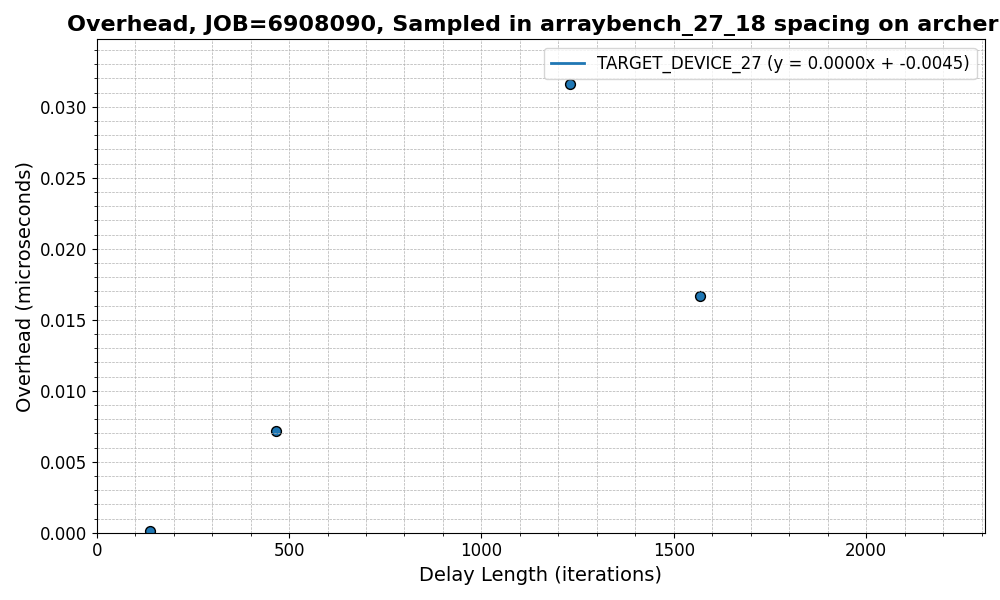 Overhead, JOB=6908090, Sampled in arraybench_27_18 spacing on archer
TARGET_DEVICE_27 (y = 0.0000x + -0.0045)
Overhead (microseconds)
0.030
0.025
0.020
0.015
0.010
0.005
0.000
0 500 1000 1500 2000
Delay Length (iterations)